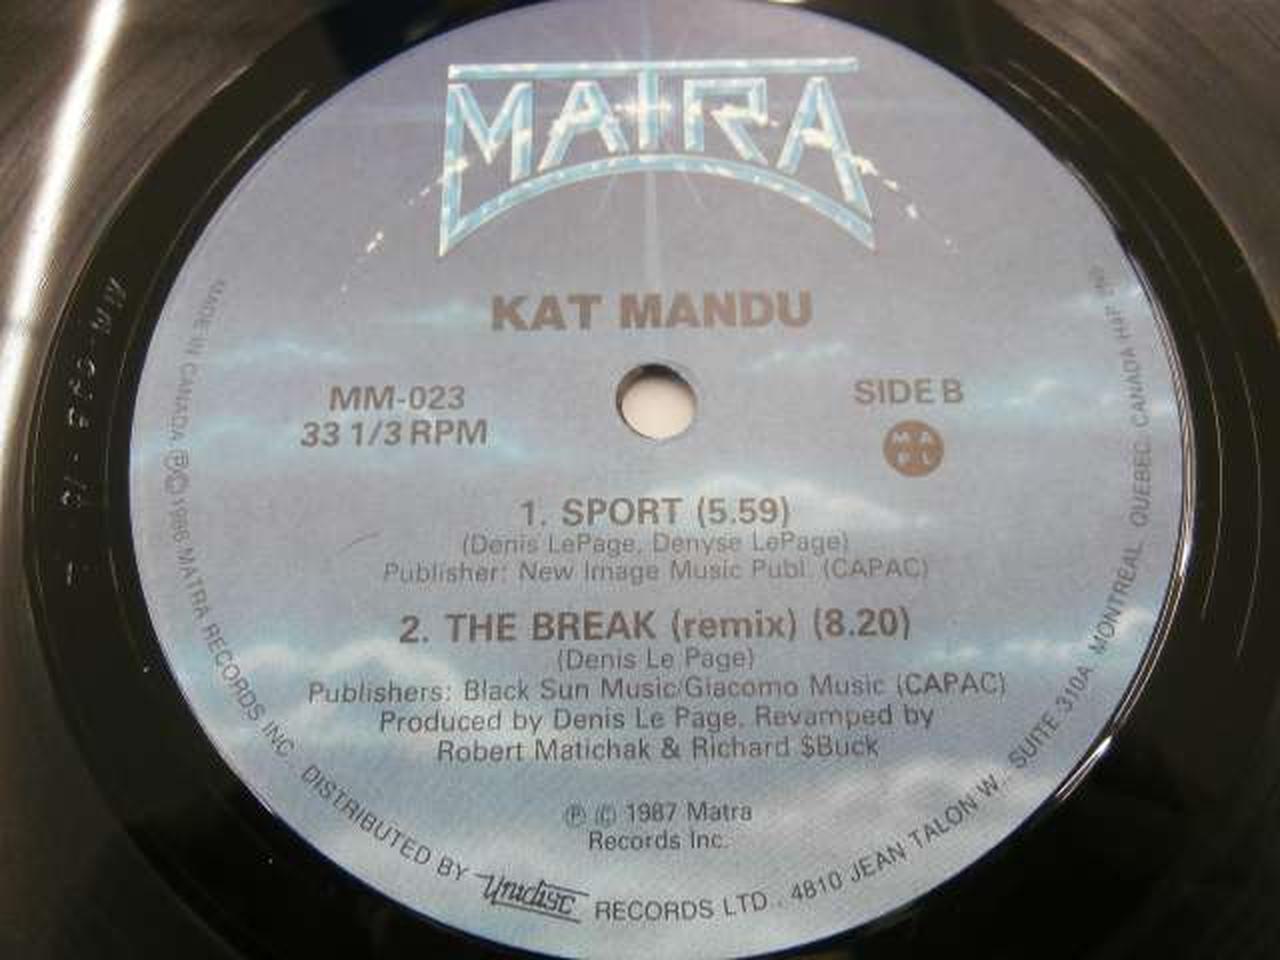 MATRA
KAT MANDU
MM-023
33 1/3 RPM
SIDE B
M A
P L
1. SPORT (5.59)
(Denis LePage, Denyse LePage)
Publisher: New Image Music Publ. (CAPAC)
2. THE BREAK (remix) (8.20)
(Denis Le Page)
Publishers: Black Sun Music/Giacomo Music (CAPAC)
Produced by Denis Le Page. Revamped by
Robert Matichak & Richard $Buck
Ⓟ © 1987 Matra
Records Inc.
MADE IN CANADA Ⓟ© 1986 MATRA RECORDS INC. DISTRIBUTED BY Unidisc RECORDS LTD., 4810 JEAN TALON W., SUITE 310A, MONTREAL, QUEBEC, CANADA H4P